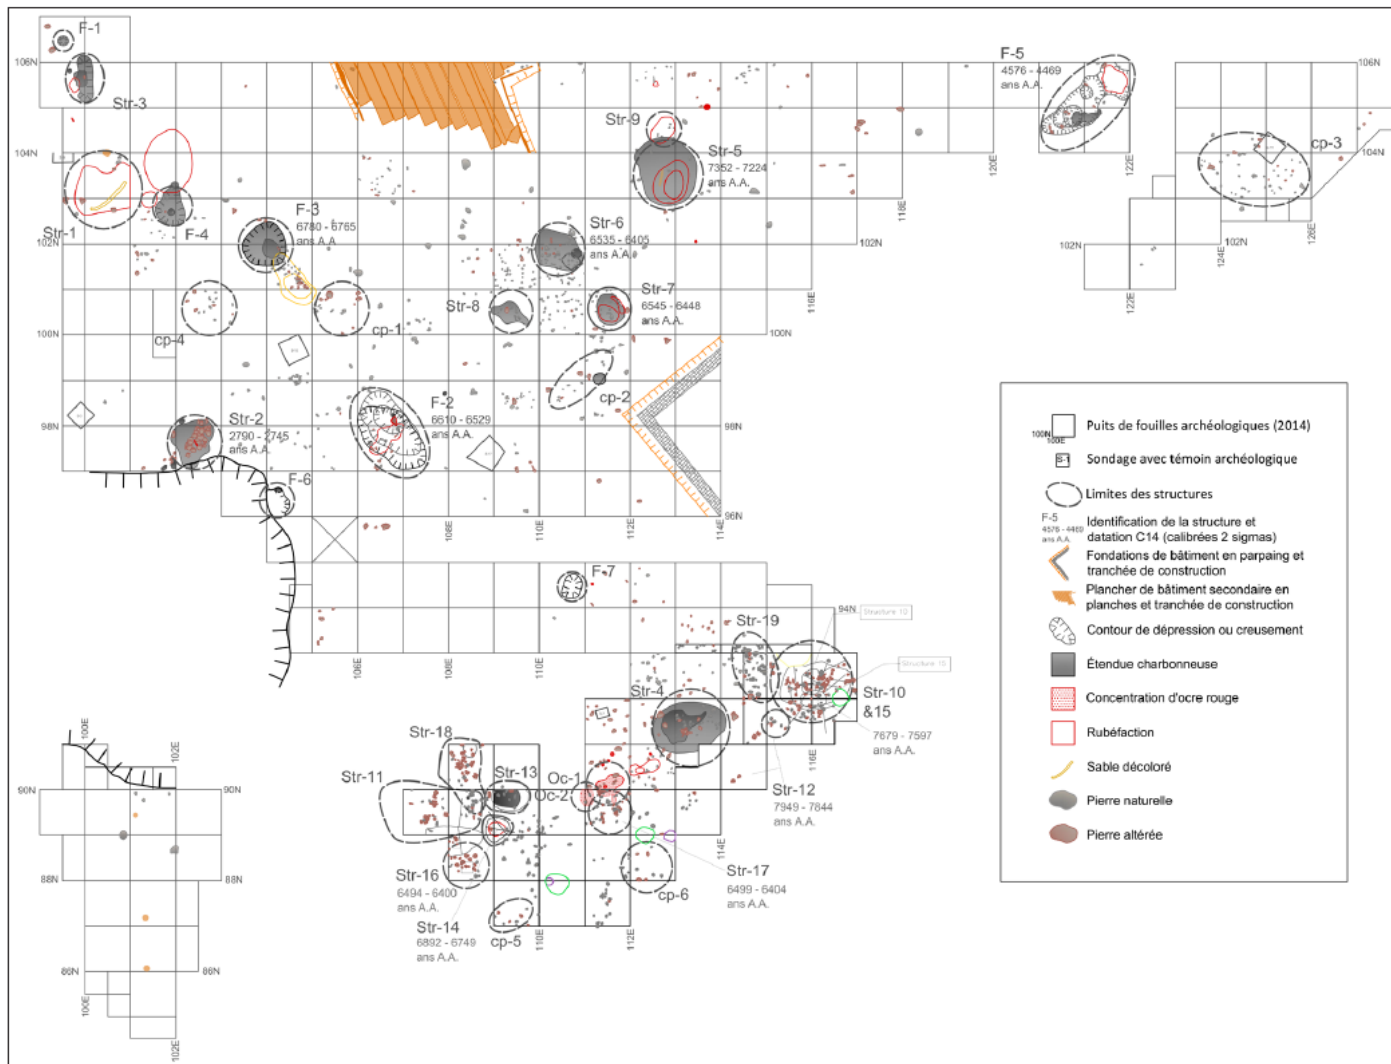 F-1
106N
Str-3
104N
Str-1
F-4
F-3
6780 - 6765
ans A.A.
102N
cp-4
100N
cp-1
Str-2
2790 - 2745
ans A.A.
98N
F-2
6610 - 6529
ans A.A.
F-6
Str-9
Str-5
7352 - 7224
ans A.A.
Str-6
6535 - 6405
ans A.A.
Str-8
Str-7
6545 - 6448
ans A.A.
cp-2
100N
98N
96N
108E
110E
112E
114E
116E
118E
102N
120E
F-5
4576 - 4469
ans A.A.
122E
106N
104N
cp-3
102N
102N
122E
124E
126E
F-7
106E
110E
94N
Structure 10
Str-19
Str-4
Str-10
&15
7679 - 7597
ans A.A.
116E
Str-12
7949 - 7844
ans A.A.
Str-18
Str-11
Str-13
Oc-1
Oc-2
114E
Str-16
6494 - 6400
ans A.A.
Str-14
6892 - 6749
ans A.A.
cp-5
110E
112E
cp-6
Str-17
6499 - 6404
ans A.A.
100E
102E
90N
90N
88N
88N
86N
86N
100E
102E
100N
100E
Puits de fouilles archéologiques (2014)
S-1
Sondage avec témoin archéologique
Limites des structures
F-5
4576 - 4469
ans A.A.
Identification de la structure et
datation C14 (calibrées 2 sigmas)
Fondations de bâtiment en parpaing et
tranchée de construction
Plancher de bâtiment secondaire en
planches et tranchée de construction
Contour de dépression ou creusement
Étendue charbonneuse
Concentration d'ocre rouge
Rubéfaction
Sable décoloré
Pierre naturelle
Pierre altérée